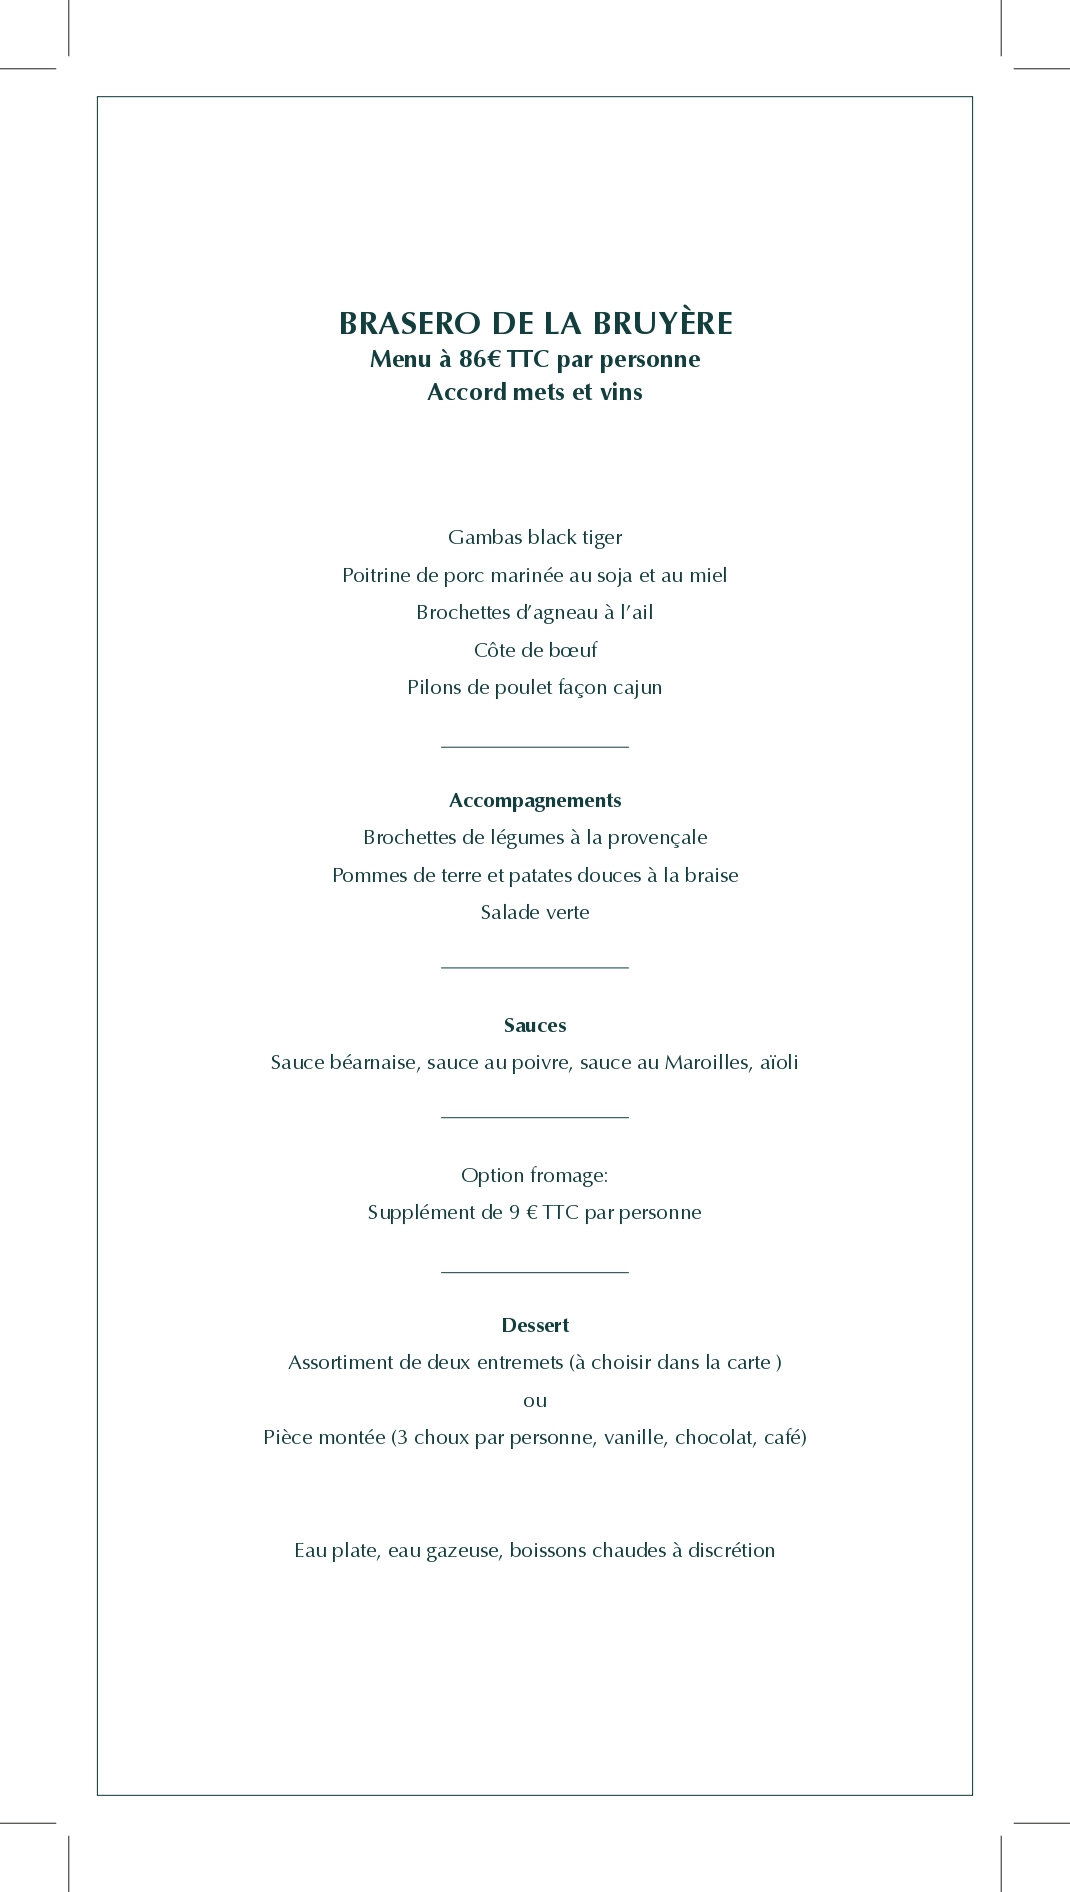 BRASERO DE LA BRUYÈRE
Menu à 86€ TTC par personne
Accord mets et vins
Gambas black tiger
Poitrine de porc marinée au soja et au miel
Brochettes d’agneau à l’ail
Côte de bœuf
Pilons de poulet façon cajun
Accompagnements
Brochettes de légumes à la provençale
Pommes de terre et patates douces à la braise
Salade verte
Sauces
Sauce béarnaise, sauce au poivre, sauce au Maroilles, aïoli
Option fromage:
Supplément de 9 € TTC par personne
Dessert
Assortiment de deux entremets (à choisir dans la carte )
ou
Pièce montée (3 choux par personne, vanille, chocolat, café)
Eau plate, eau gazeuse, boissons chaudes à discrétion